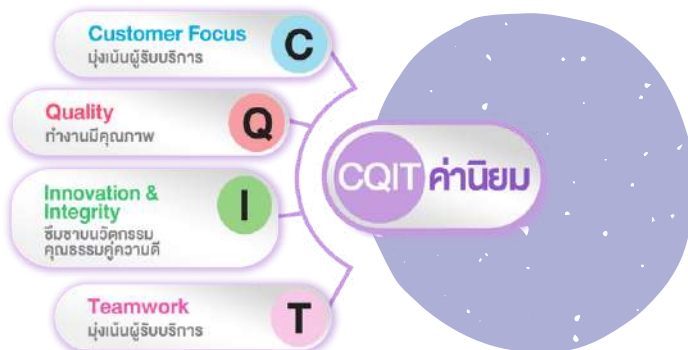 Customer Focus
มุ่งเน้นผู้รับบริการ
C
Quality
ทำงานมีคุณภาพ
Q
Innovation &
Integrity
ซึมซาบนวัตกรรม
คุณธรรมคู่ความดี
I
Teamwork
มุ่งเน้นผู้รับบริการ
T
CQIT ค่านิยม